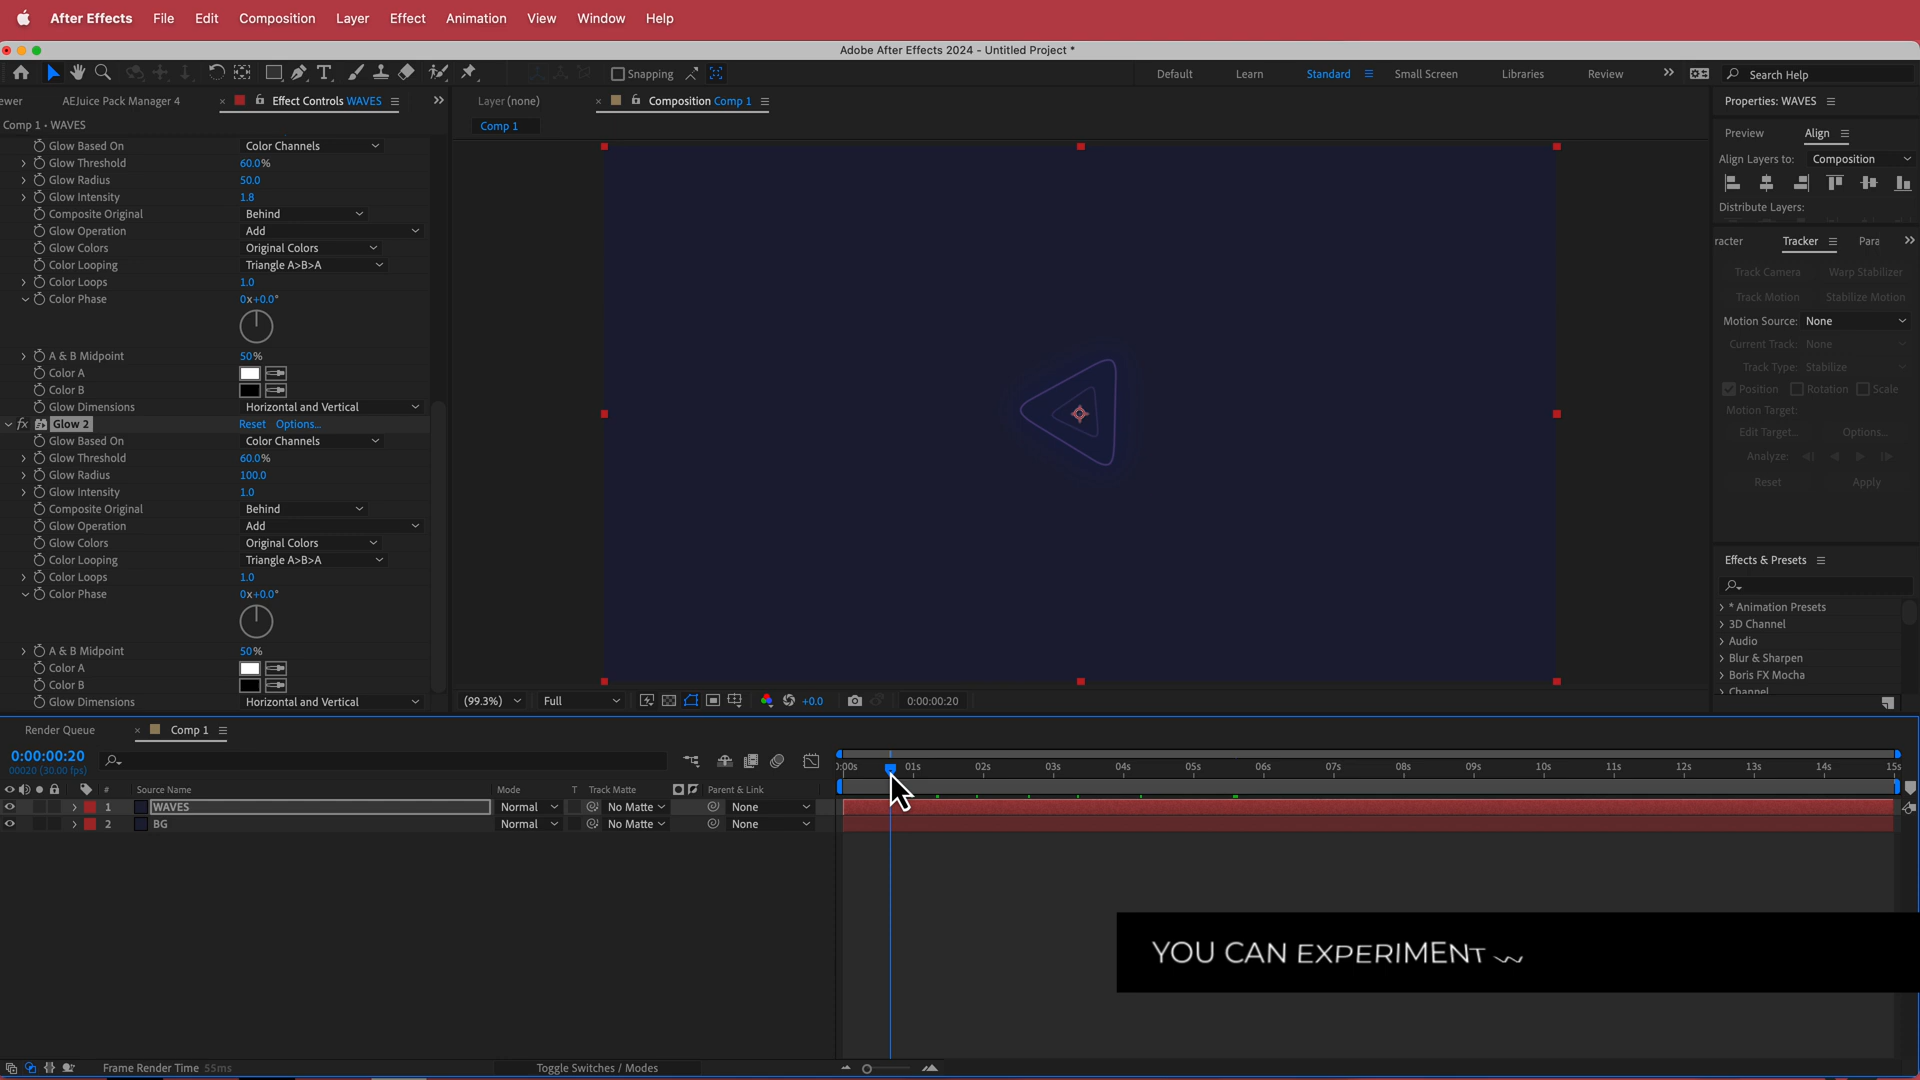 After Effects File Edit Composition Layer Effect Animation View Window Help
Adobe After Effects 2024 - Untitled Project *
Snapping Default Learn Standard Small Screen Libraries Review Search Help
ewer AEJuice Pack Manager 4 × Effect Controls WAVES
Comp 1 • WAVES
Glow Based On Color Channels
Glow Threshold 60.0%
Glow Radius 50.0
Glow Intensity 1.8
Composite Original Behind
Glow Operation Add
Glow Colors Original Colors
Color Looping Triangle A>B>A
Color Loops 1.0
Color Phase 0x+0.0°
A & B Midpoint 50%
Color A
Color B
Glow Dimensions Horizontal and Vertical
fx Glow 2 Reset Options...
Glow Based On Color Channels
Glow Threshold 60.0%
Glow Radius 100.0
Glow Intensity 1.0
Composite Original Behind
Glow Operation Add
Glow Colors Original Colors
Color Looping Triangle A>B>A
Color Loops 1.0
Color Phase 0x+0.0°
A & B Midpoint 50%
Color A
Color B
Glow Dimensions Horizontal and Vertical
Layer (none) × Composition Comp 1
Comp 1
(99.3%) Full +0.0 0:00:00:20
Properties: WAVES
Preview Align
Align Layers to: Composition
Distribute Layers:
racter Tracker Para
Track Camera Warp Stabilizer
Track Motion Stabilize Motion
Motion Source: None
Current Track: None
Track Type: Stabilize
Position Rotation Scale
Motion Target:
Edit Target... Options...
Analyze:
Reset Apply
Effects & Presets
* Animation Presets
3D Channel
Audio
Blur & Sharpen
Boris FX Mocha
Channel
Render Queue × Comp 1
0:00:00:20
00020 (30.00 fps)
:00s 01s 02s 03s 04s 05s 06s 07s 08s 09s 10s 11s 12s 13s 14s 15s
# Source Name Mode T Track Matte Parent & Link
1 WAVES Normal No Matte None
2 BG Normal No Matte None
YOU CAN EXPERIMENT
Frame Render Time 55ms Toggle Switches / Modes